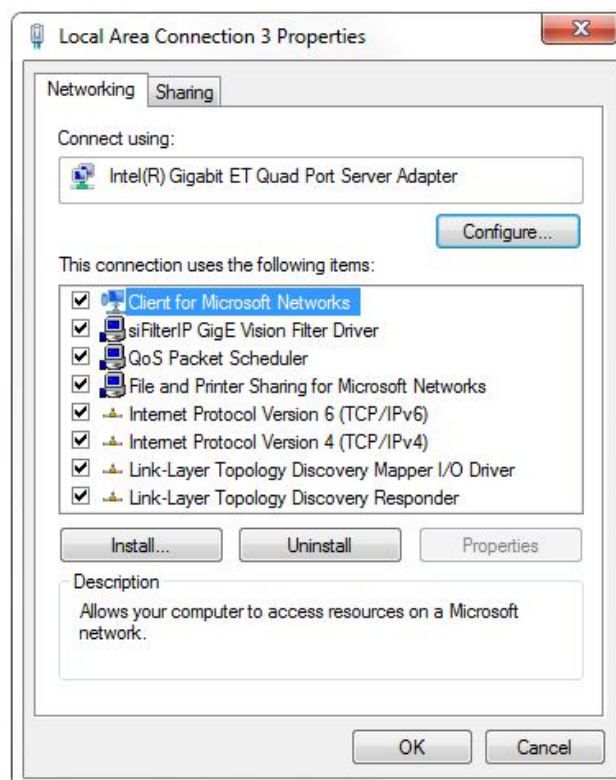 Local Area Connection 3 Properties
Networking
Sharing
Connect using:
Intel(R) Gigabit ET Quad Port Server Adapter
Configure...
This connection uses the following items:
Client for Microsoft Networks
siFilterIP GigE Vision Filter Driver
QoS Packet Scheduler
File and Printer Sharing for Microsoft Networks
Internet Protocol Version 6 (TCP/IPv6)
Internet Protocol Version 4 (TCP/IPv4)
Link-Layer Topology Discovery Mapper I/O Driver
Link-Layer Topology Discovery Responder
Install...
Uninstall
Properties
Description
Allows your computer to access resources on a Microsoft
network.
OK
Cancel